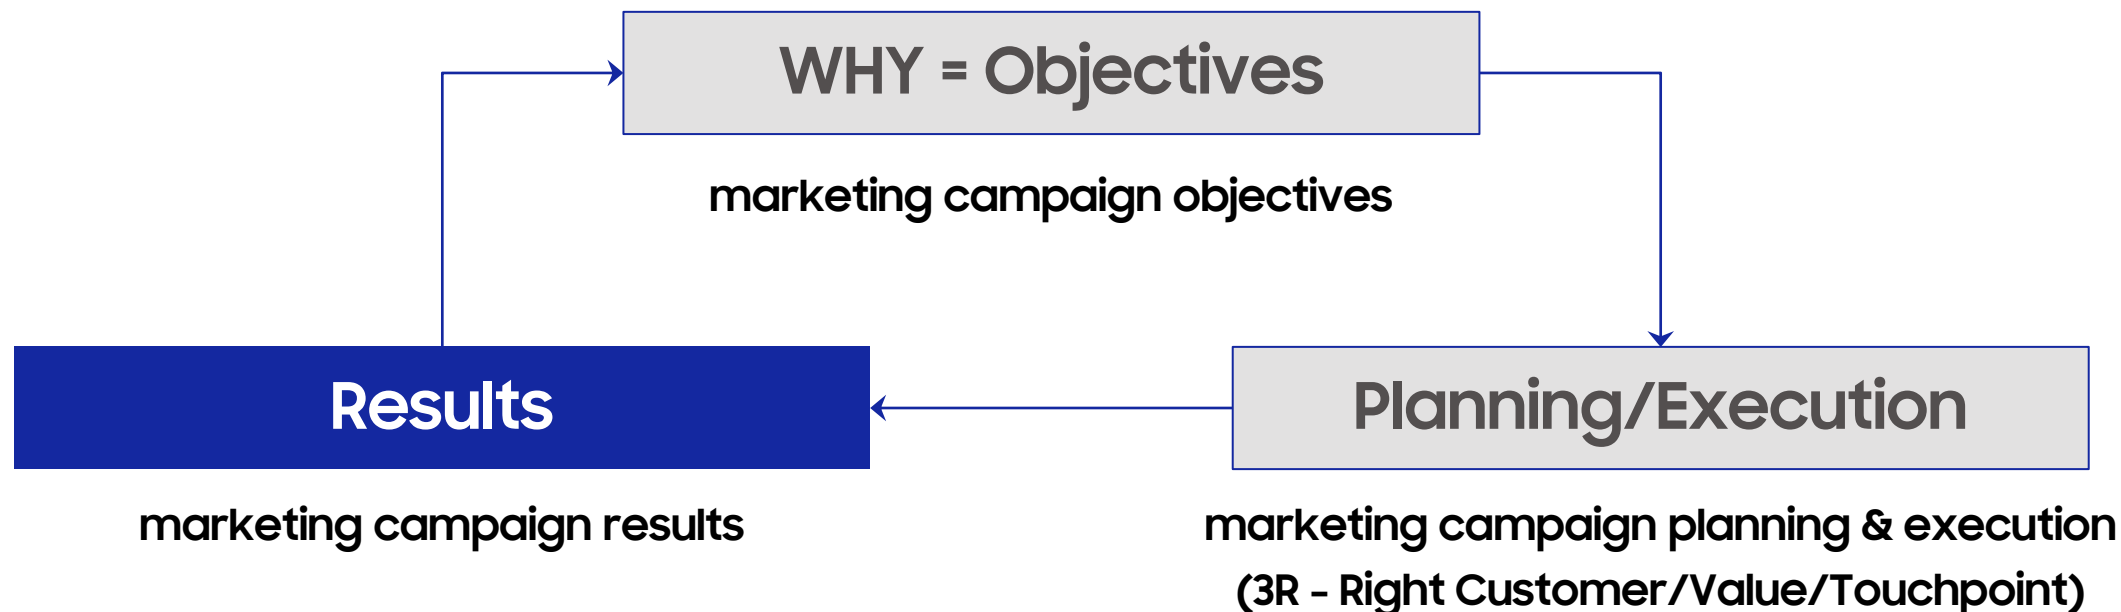 WHY = Objectives
marketing campaign objectives
Results
Planning/Execution
marketing campaign results
marketing campaign planning & execution
(3R - Right Customer/Value/Touchpoint)